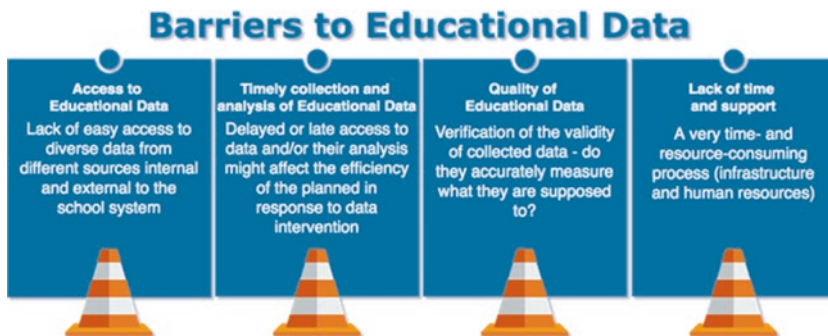 Barriers to Educational Data
Access to
Educational Data
Lack of easy access to
diverse data from
different sources internal
and external to the
school system
Timely collection and
analysis of Educational Data
Delayed or late access to
data and/or their analysis
might affect the efficiency
of the planned in
response to data
intervention
Quality of
Educational Data
Verification of the validity
of collected data - do
they accurately measure
what they are supposed
to?
Lack of time
and support
A very time- and
resource-consuming
process (infrastructure
and human resources)